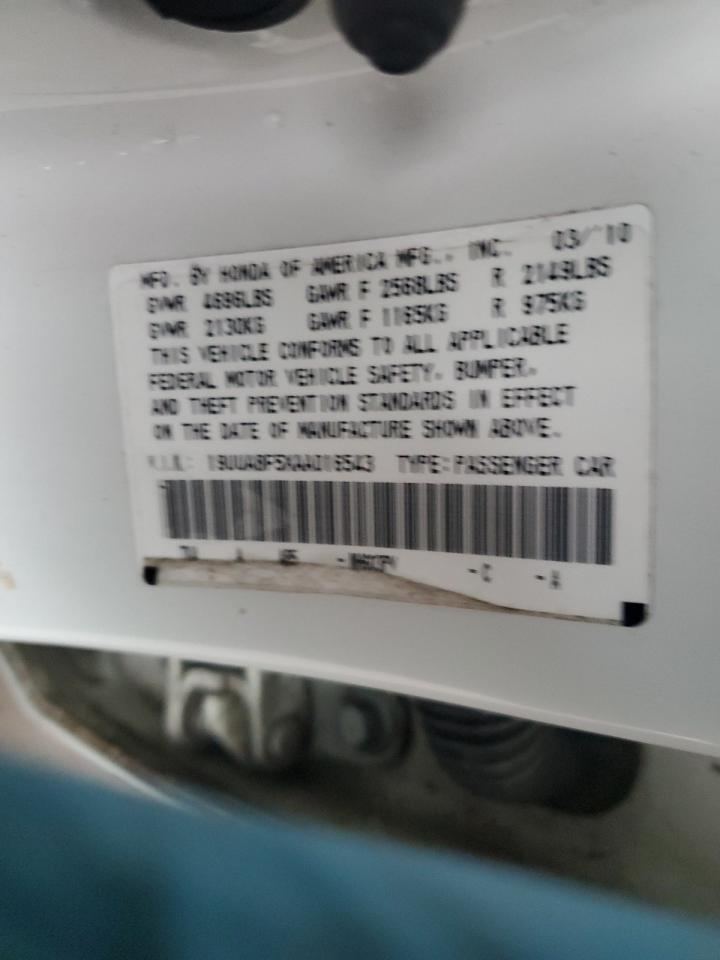 MFD. BY HONDA OF AMERICA MFG., INC. 03/10
GVWR 4696LBS GAWR F 2568LBS R 2149LBS
GVWR 2130KG GAWR F 1165KG R 975KG
THIS VEHICLE CONFORMS TO ALL APPLICABLE
FEDERAL MOTOR VEHICLE SAFETY, BUMPER,
AND THEFT PREVENTION STANDARDS IN EFFECT
ON THE DATE OF MANUFACTURE SHOWN ABOVE.
V.I.N.: 19UUA8F5XAA016543 TYPE:PASSENGER CAR
-C -A